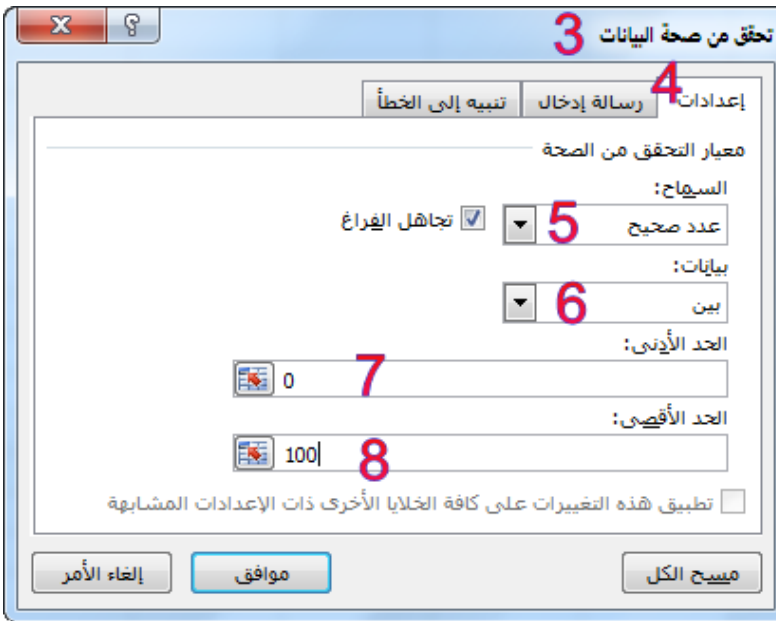 تحقق من صحة البيانات 3
إعدادات 4 رسالة إدخال تنبيه إلى الخطأ
معيار التحقق من الصحة
السماح:
عدد صحيح 5 تجاهل الفراغ
بيانات:
بين 6
الحد الأدنى:
0 7
الحد الأقصى:
100 8
تطبيق هذه التغييرات على كافة الخلايا الأخرى ذات الإعدادات المشابهة
مسح الكل موافق إلغاء الأمر